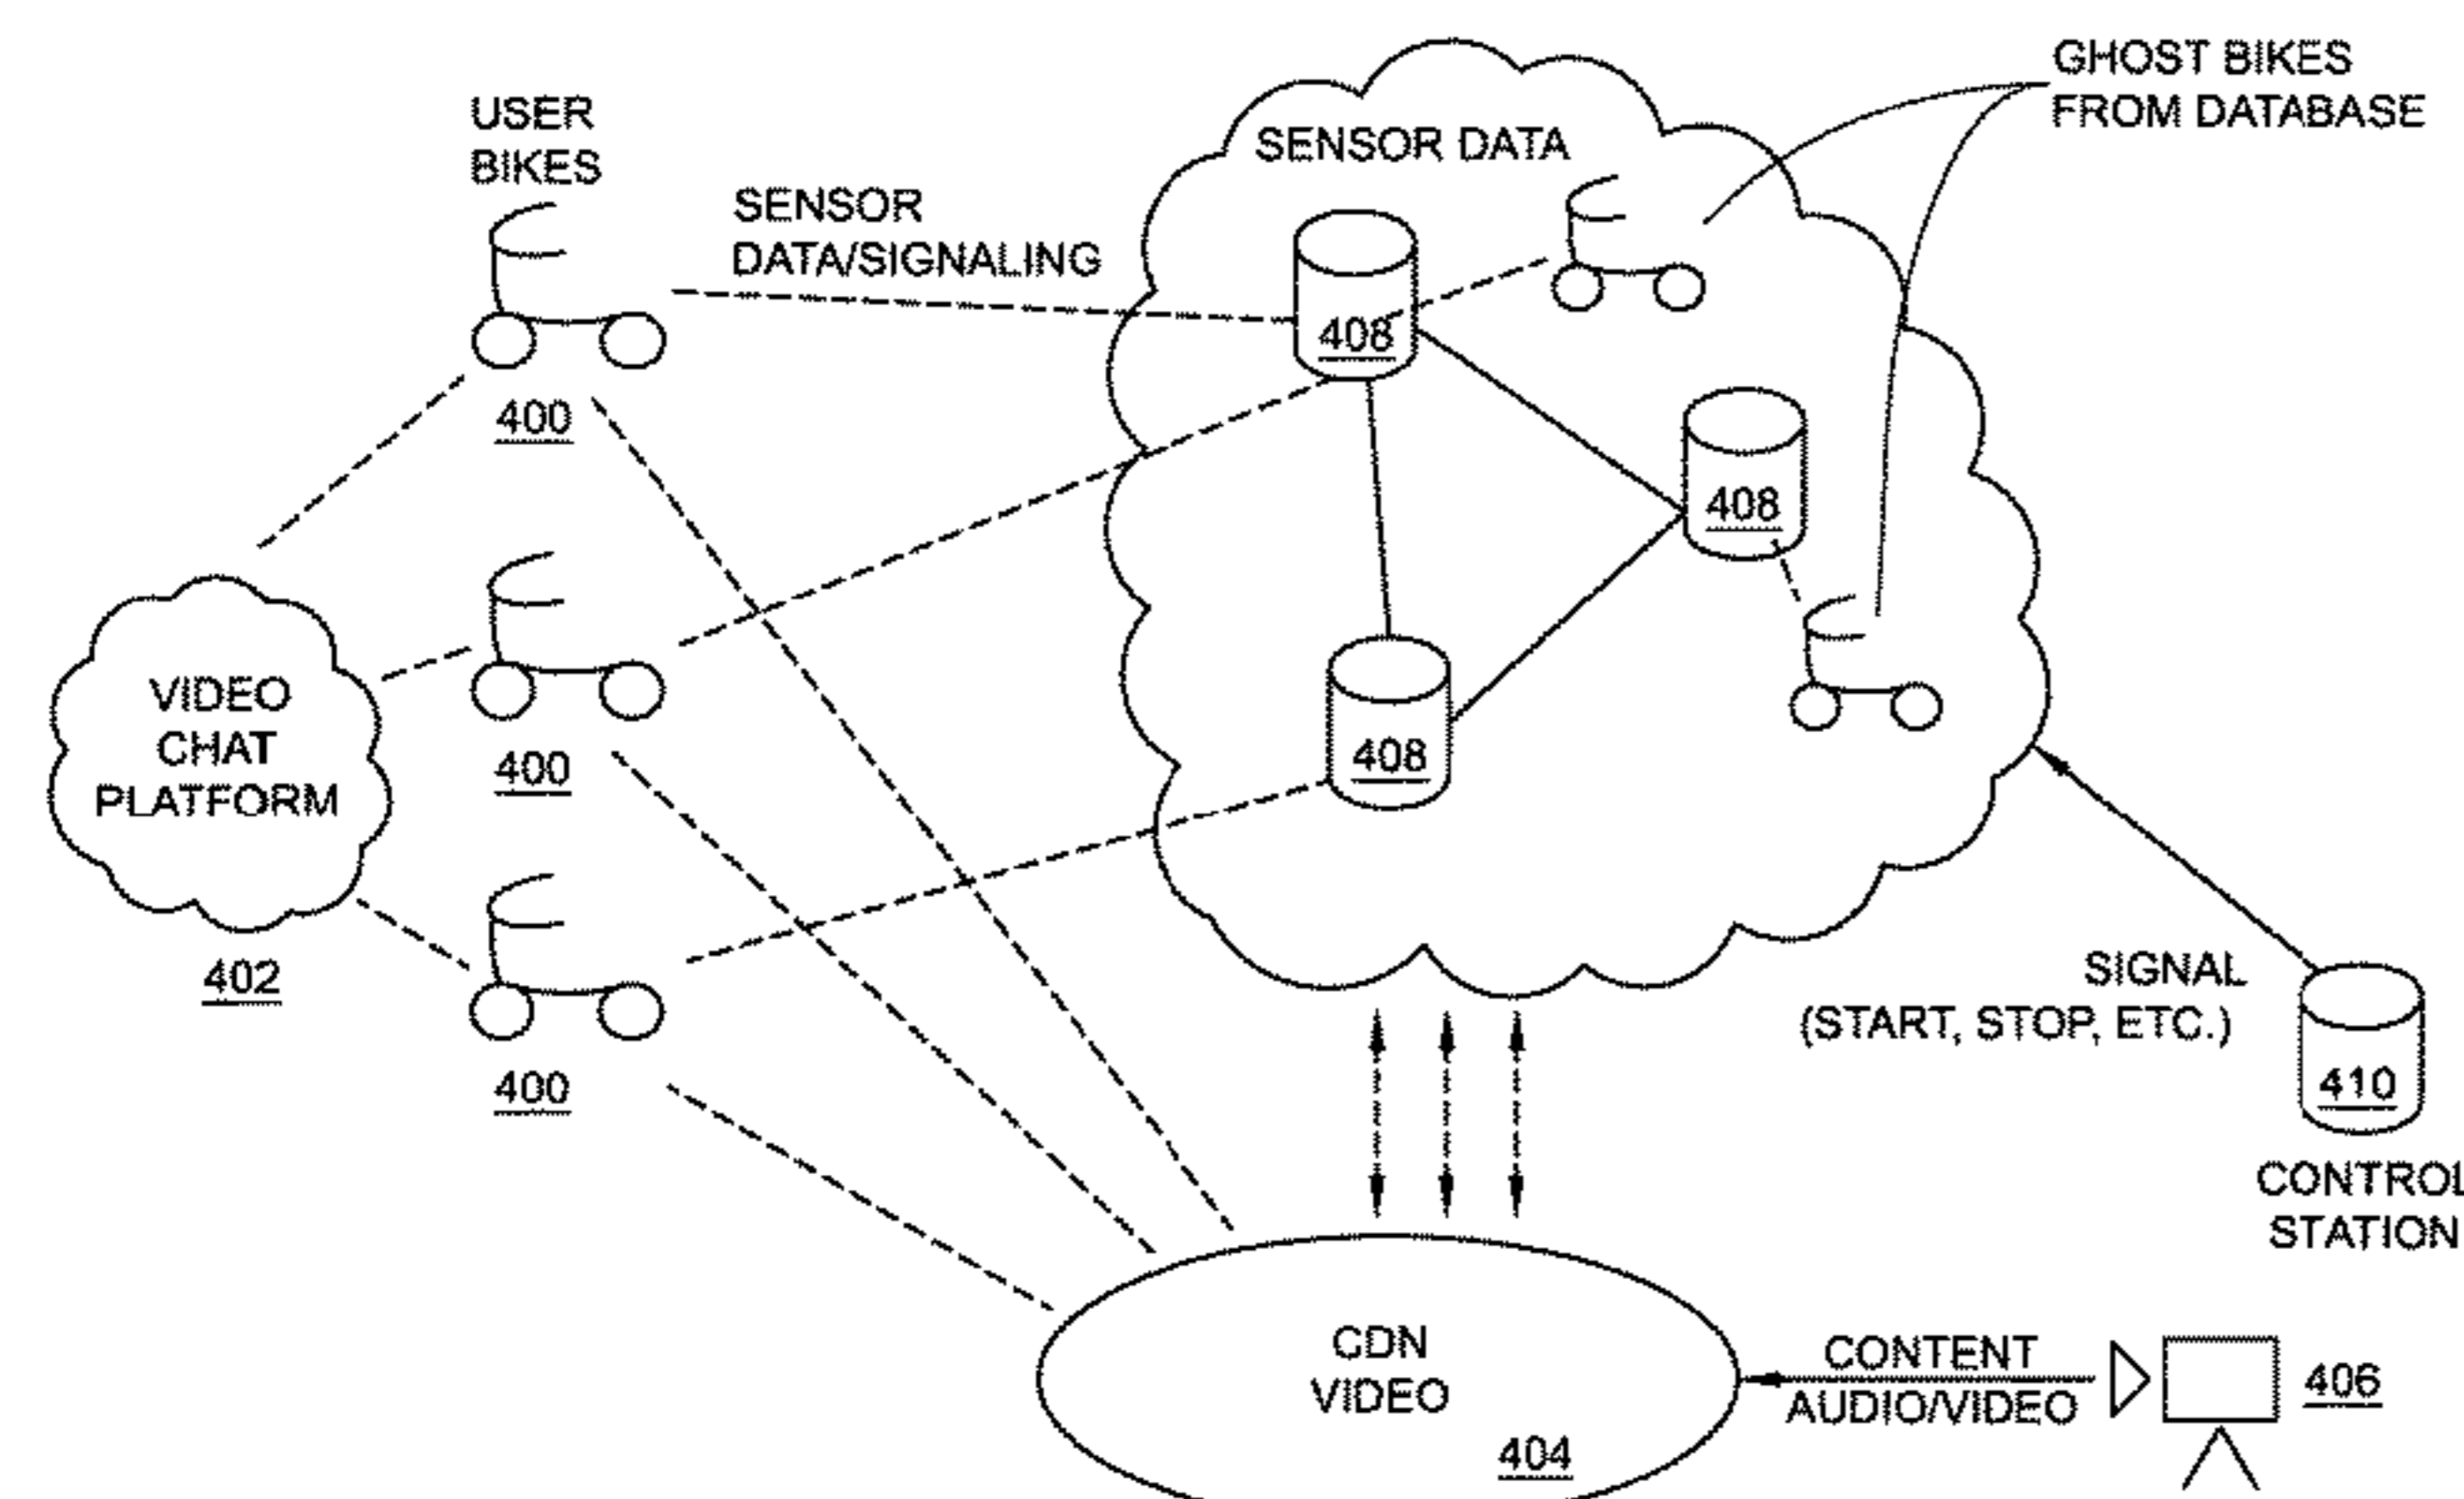 USER
BIKES
SENSOR
DATA/SIGNALING
SENSOR DATA
GHOST BIKES
FROM DATABASE
400
408
408
400
408
VIDEO
CHAT
PLATFORM
402
400
SIGNAL
(START, STOP, ETC.)
410
CONTROL
STATION
CDN
VIDEO
404
CONTENT
AUDIO/VIDEO
406